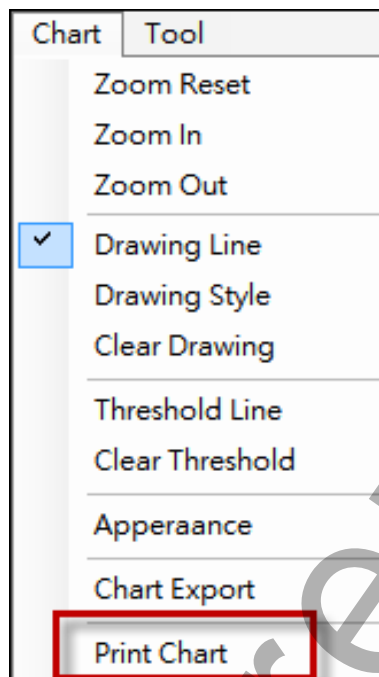 Chart Tool
Zoom Reset
Zoom In
Zoom Out
Drawing Line
Drawing Style
Clear Drawing
Threshold Line
Clear Threshold
Apperaance
Chart Export
Print Chart